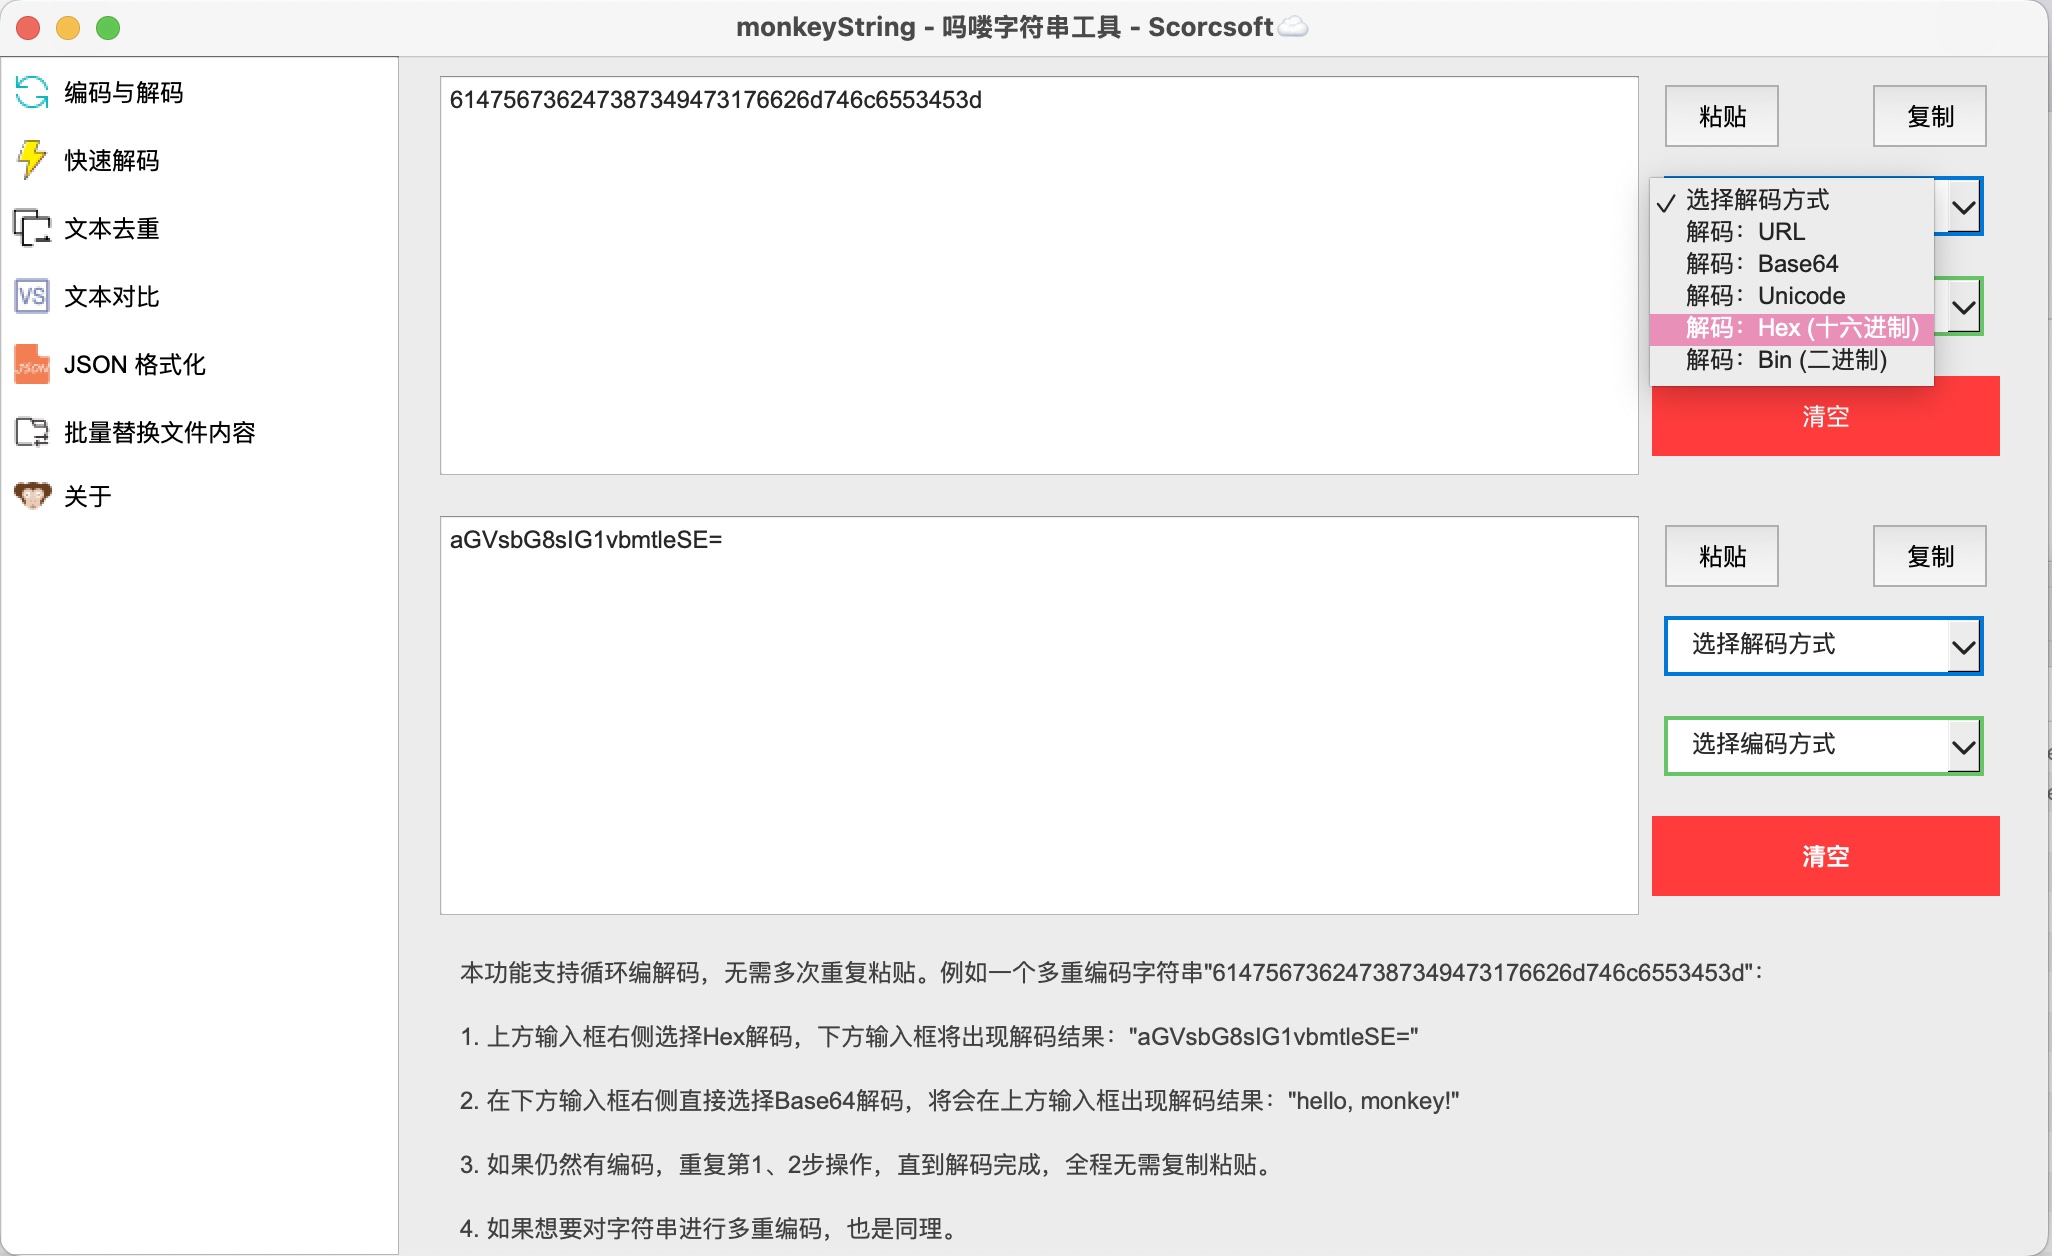 monkeyString - 吗喽字符串工具 - Scorcsoft
编码与解码
快速解码
文本去重
VS 文本对比
JSON JSON 格式化
批量替换文件内容
关于
6147567362473873494731766​26d746c6553453d
粘贴
复制
选择解码方式
解码：URL
解码：Base64
解码：Unicode
解码：Hex (十六进制)
解码：Bin (二进制)
清空
aGVsbG8sIG1vbmtleSE=
粘贴
复制
选择解码方式
选择编码方式
清空
本功能支持循环编解码，无需多次重复粘贴。例如一个多重编码字符串"614756736247387349473176626d746c6553453d"：
1. 上方输入框右侧选择Hex解码，下方输入框将出现解码结果："aGVsbG8sIG1vbmtleSE="
2. 在下方输入框右侧直接选择Base64解码，将会在上方输入框出现解码结果："hello, monkey!"
3. 如果仍然有编码，重复第1、2步操作，直到解码完成，全程无需复制粘贴。
4. 如果想要对字符串进行多重编码，也是同理。